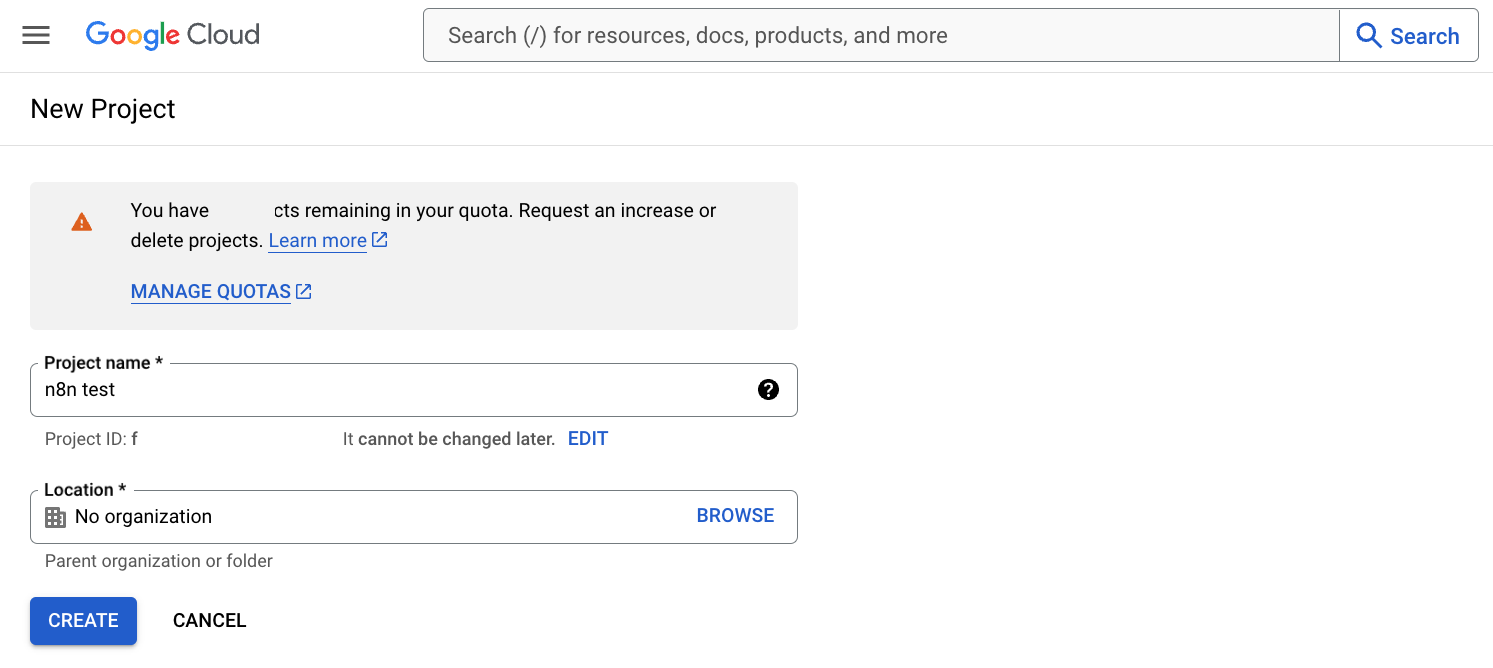 Google Cloud
Search (/) for resources, docs, products, and more
Search
New Project
You have cts remaining in your quota. Request an increase or
delete projects. Learn more
MANAGE QUOTAS
Project name *
n8n test
Project ID: f It cannot be changed later. EDIT
Location *
No organization BROWSE
Parent organization or folder
CREATE CANCEL